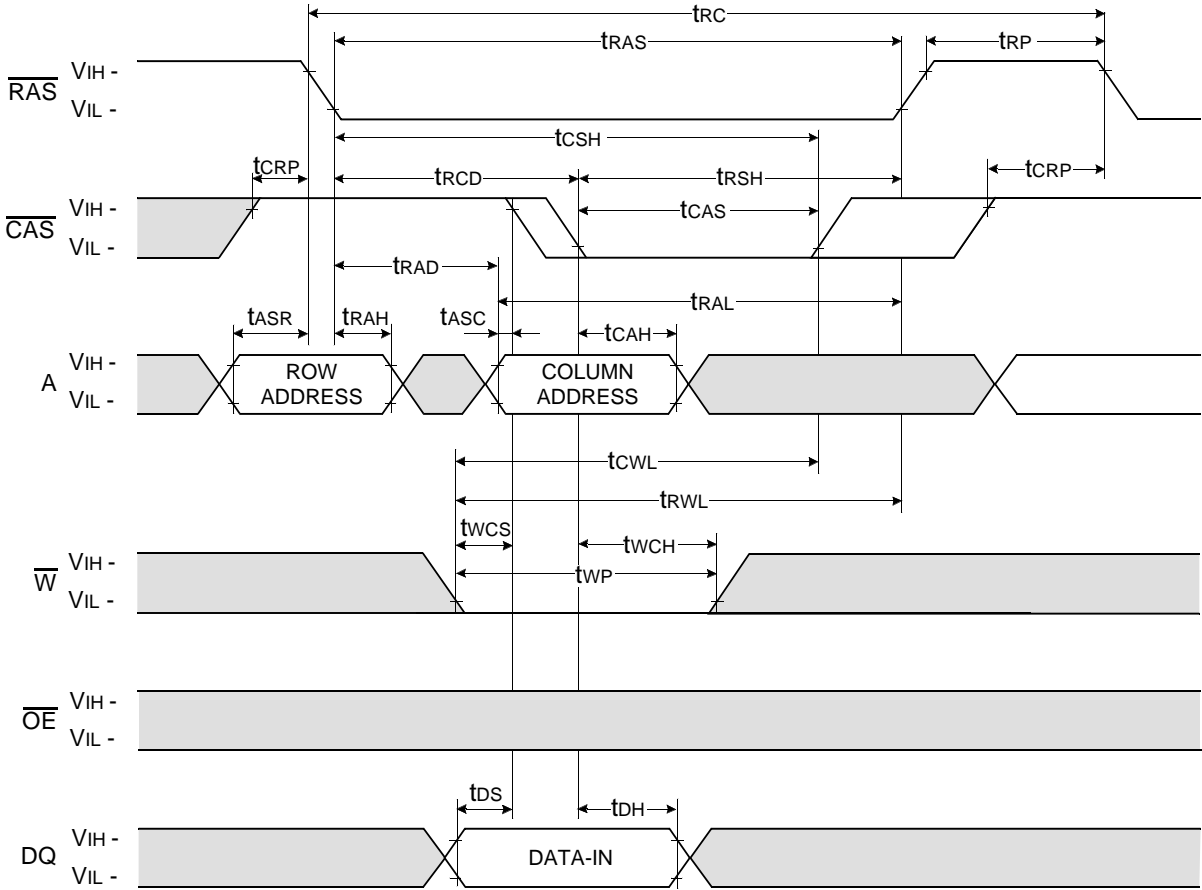 tRC
tRAS
tRP
RAS
VIH -
VIL -
tCSH
tCRP
tRCD
tRSH
tCRP
CAS
VIH -
VIL -
tCAS
tRAD
tRAL
tASR
tRAH
tASC
tCAH
A
VIH -
VIL -
ROW
ADDRESS
COLUMN
ADDRESS
tCWL
tRWL
tWCS
tWCH
W
VIH -
VIL -
tWP
OE
VIH -
VIL -
tDS
tDH
DQ
VIH -
VIL -
DATA-IN